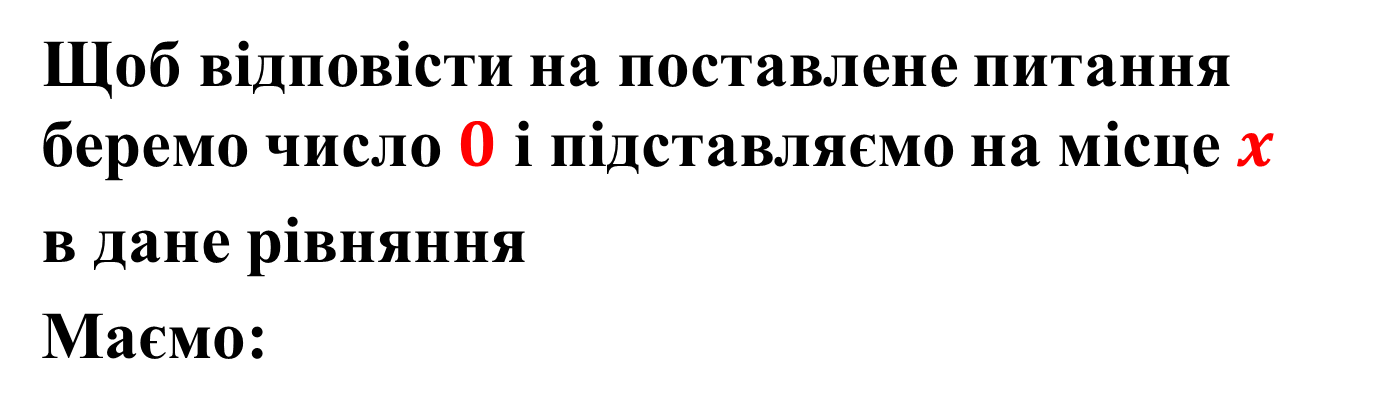 Щоб відповісти на поставлене питання
беремо число 0 і підставляємо на місце x
в дане рівняння
Маємо: